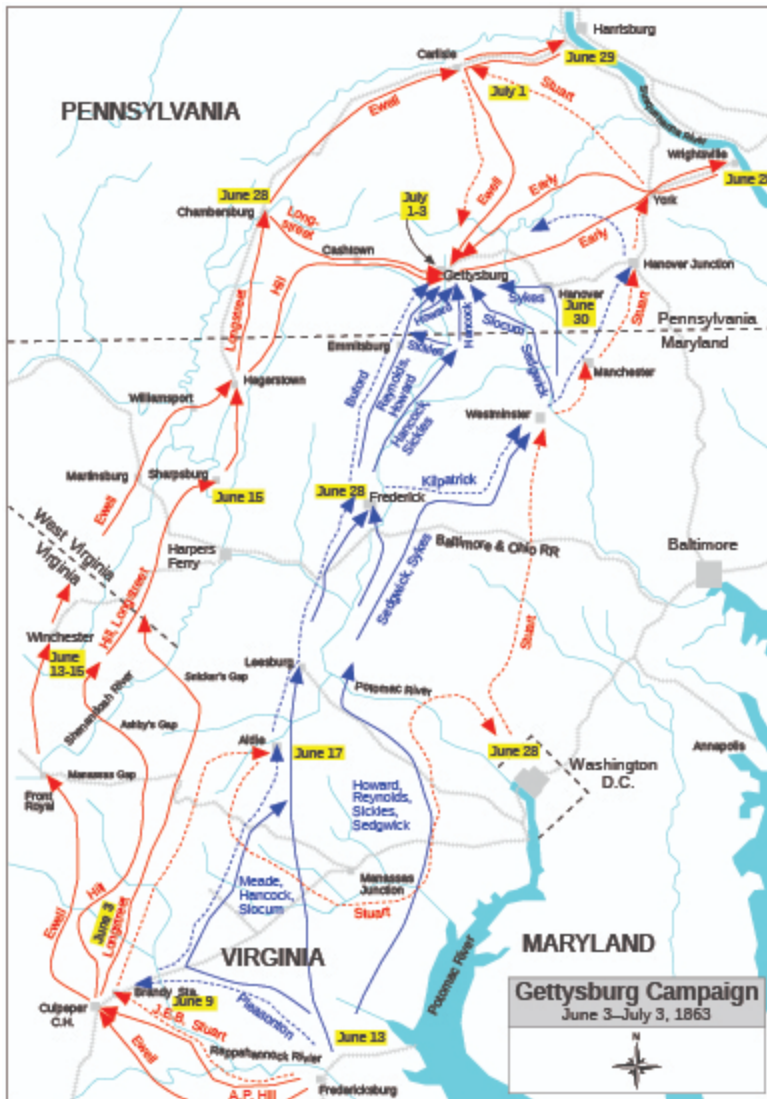 Harrisburg
Carlisle
June 29
Ewell
July 1
Stuart
Susquehanna River
PENNSYLVANIA
Wrightsville
June 28
Chambersburg
July
1-3
Ewell
Early
York
Long-
street
Cashtown
Early
Gettysburg
Hanover Junction
Hill
Sykes
Hanover
June
30
Stuart
Howard
Hancock
Slocum
Longstreet
Emmitsburg
Sickles
Pennsylvania
Maryland
Sedgwick
Manchester
Hagerstown
Buford
Reynolds,
Howard
Williamsport
Hancock,
Sickles
Westminster
Martinsburg
Sharpsburg
June 15
Kilpatrick
June 28
Frederick
Ewell
West Virginia
Virginia
Harpers
Ferry
Baltimore & Ohio RR
Baltimore
Hill, Longstreet
Sedgwick, Sykes
Winchester
June
13-15
Stuart
Leesburg
Snicker's Gap
Potomac River
Shenandoah River
Ashby's Gap
Aldie
June 17
June 28
Annapolis
Manassas Gap
Washington
D.C.
Front
Royal
Howard,
Reynolds,
Sickles,
Sedgwick
Manassas
Junction
Meade,
Hancock,
Slocum
Stuart
June 3
Hill
Longstreet
Ewell
VIRGINIA
MARYLAND
Potomac River
Brandy Sta.
June 9
Culpeper
C.H.
J.E.B. Stuart
Pleasonton
June 13
Rappahannock River
Ewell
Fredericksburg
A.P. Hill
Gettysburg Campaign
June 3–July 3, 1863
N